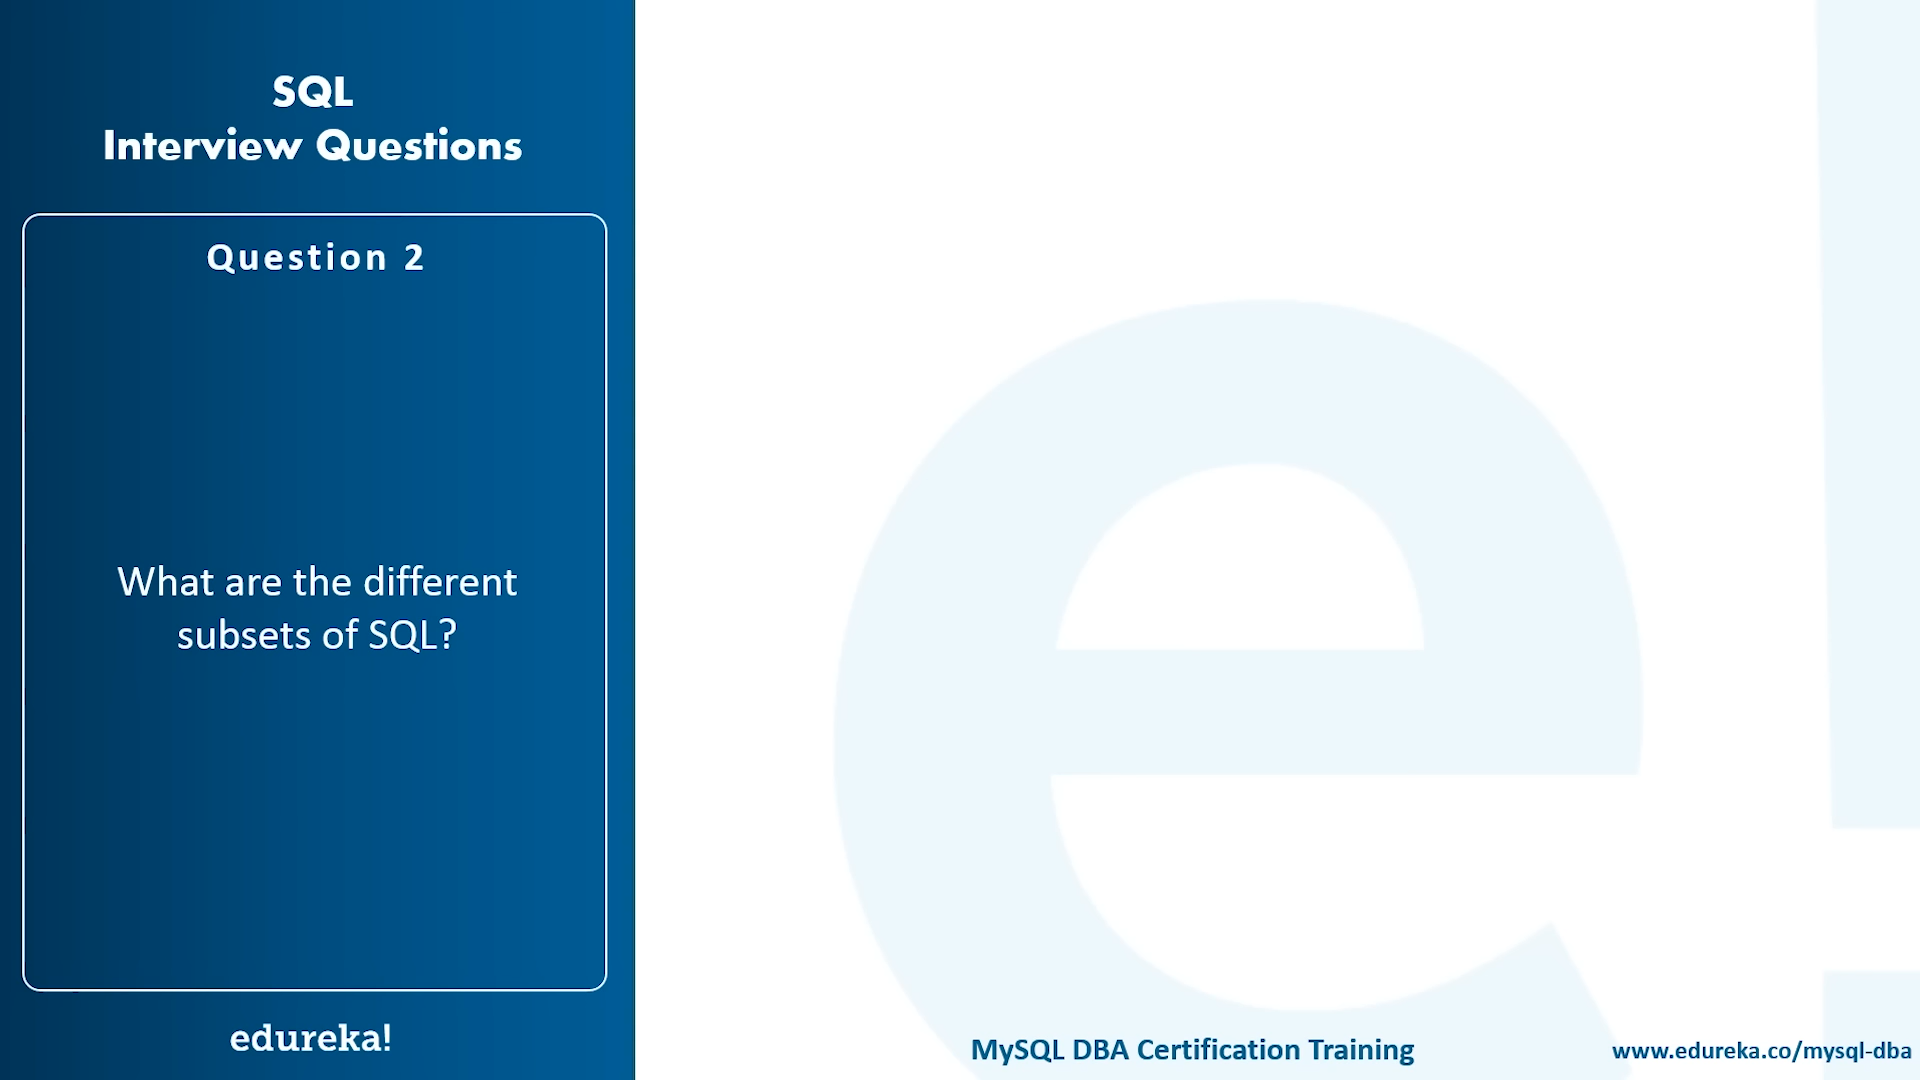 SQL
Interview Questions
Question 2
What are the different
subsets of SQL?
edureka!
MySQL DBA Certification Training
www.edureka.co/mysql-dba